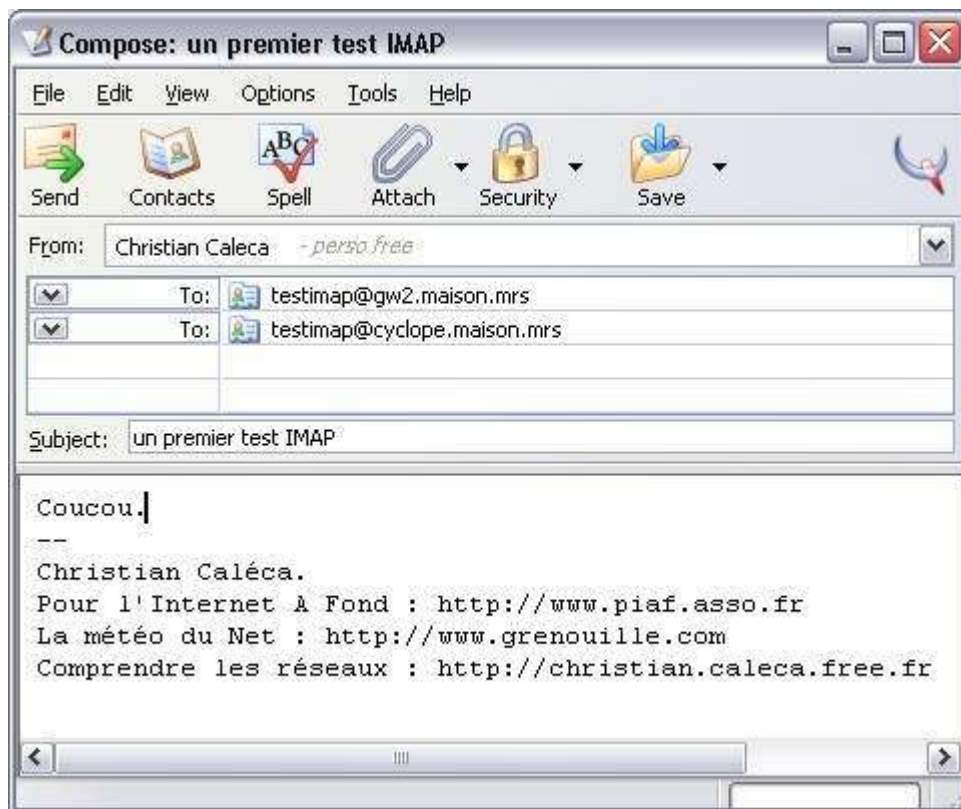 Compose: un premier test IMAP
File Edit View Options Tools Help
Send Contacts Spell Attach Security Save
From: Christian Caleca - perso free
To: testimap@gw2.maison.mrs
To: testimap@cyclope.maison.mrs
Subject: un premier test IMAP
Coucou.
--
Christian Caléca.
Pour l'Internet A Fond : http://www.piaf.asso.fr
La météo du Net : http://www.grenouille.com
Comprendre les réseaux : http://christian.caleca.free.fr